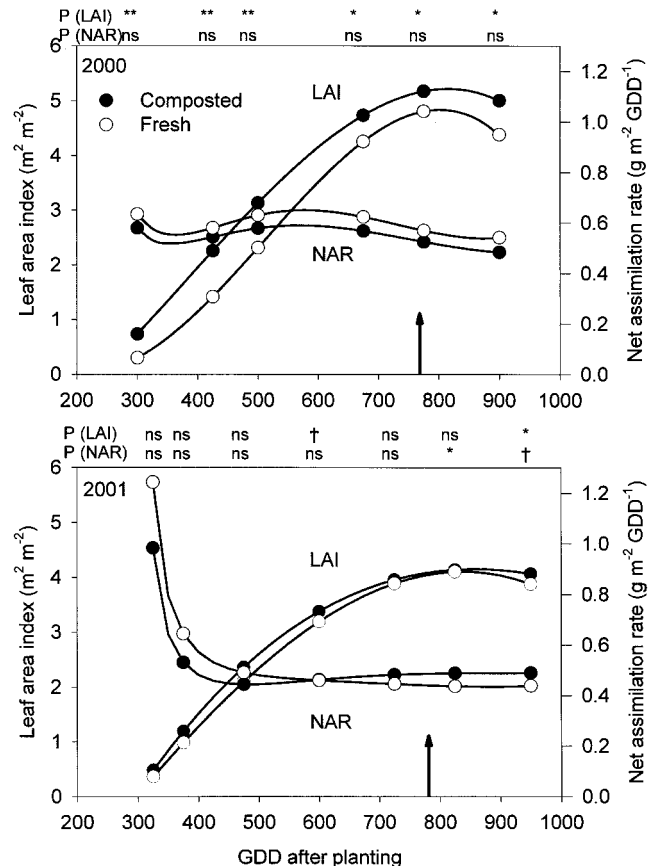 P (LAI) ** ** ** * * *
P (NAR) ns ns ns ns ns ns
6
5
4
3
2
1
0
2000
Composted
Fresh
LAI
NAR
1.2
1.0
0.8
0.6
0.4
0.2
0.0
Leaf area index (m² m⁻²)
Net assimilation rate (g m⁻² GDD⁻¹)
200 300 400 500 600 700 800 900 1000
P (LAI) ns ns ns † ns ns *
P (NAR) ns ns ns ns ns * †
6
5
4
3
2
1
0
2001
LAI
NAR
1.2
1.0
0.8
0.6
0.4
0.2
0.0
Leaf area index (m² m⁻²)
Net assimilation rate (g m⁻² GDD⁻¹)
200 300 400 500 600 700 800 900 1000
GDD after planting